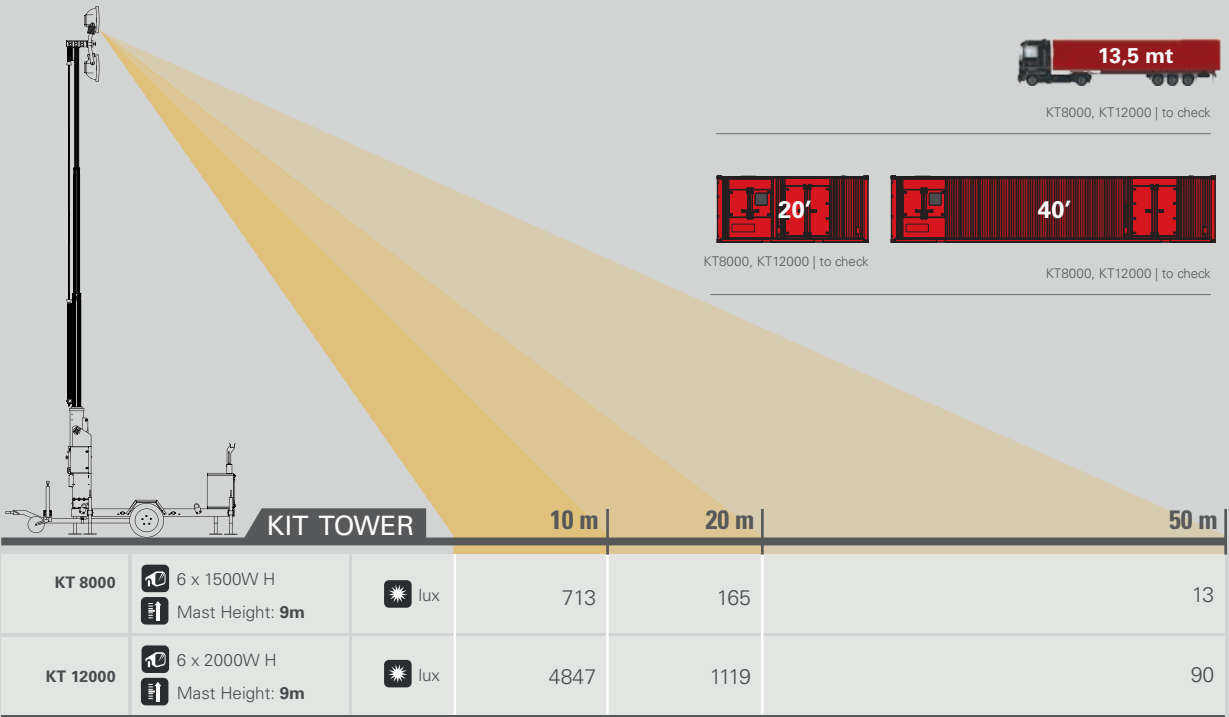 13,5 mt
KT8000, KT12000 | to check
20’
40’
KT8000, KT12000 | to check
KT8000, KT12000 | to check
KIT TOWER
10 m
20 m
50 m
KT 8000
6 x 1500W H
Mast Height: 9m
lux
713
165
13
KT 12000
6 x 2000W H
Mast Height: 9m
lux
4847
1119
90